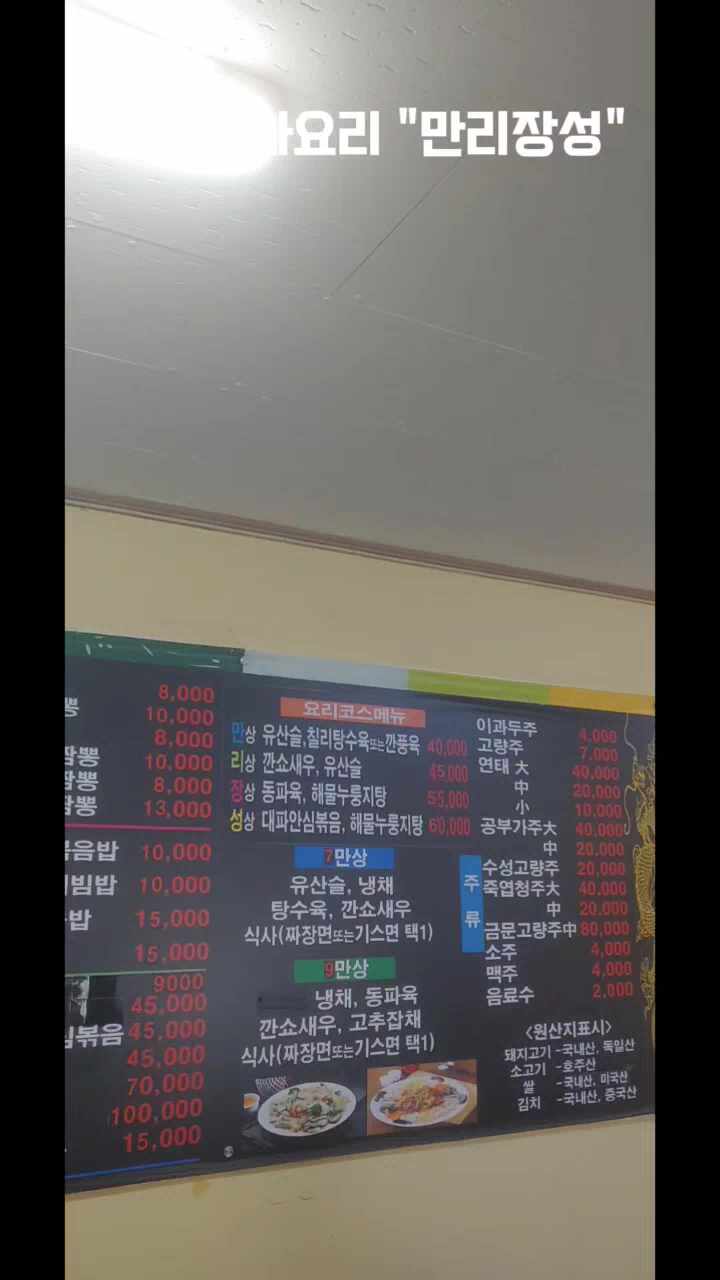 요리 "만리장성"
8,000
뽕 10,000
8,000
짬뽕 10,000
짬뽕 8,000
짬뽕 13,000
볶음밥 10,000
비빔밥 10,000
밥 15,000
15,000
9000
45,000
볶음 45,000
45,000
70,000
100,000
15,000
요리코스메뉴
만상 유산슬,칠리탕수육또는깐풍육 40,000
리상 깐쇼새우, 유산슬 45,000
장상 동파육, 해물누룽지탕 55,000
성상 대파안심볶음, 해물누룽지탕 60,000
7만상
유산슬, 냉채
탕수육, 깐쇼새우
식사(짜장면또는기스면 택1)
9만상
냉채, 동파육
깐쇼새우, 고추잡채
식사(짜장면또는기스면 택1)
주류
이과두주 4,000
고량주 7,000
연태 大 40,000
中 20,000
小 10,000
공부가주大 40,000
中 20,000
수성고량주 20,000
죽엽청주大 40,000
中 20,000
금문고량주中 80,000
소주 4,000
맥주 4,000
음료수 2,000
<원산지표시>
돼지고기 -국내산, 독일산
소고기 -호주산
쌀 -국내산, 미국산
김치 -국내산, 중국산